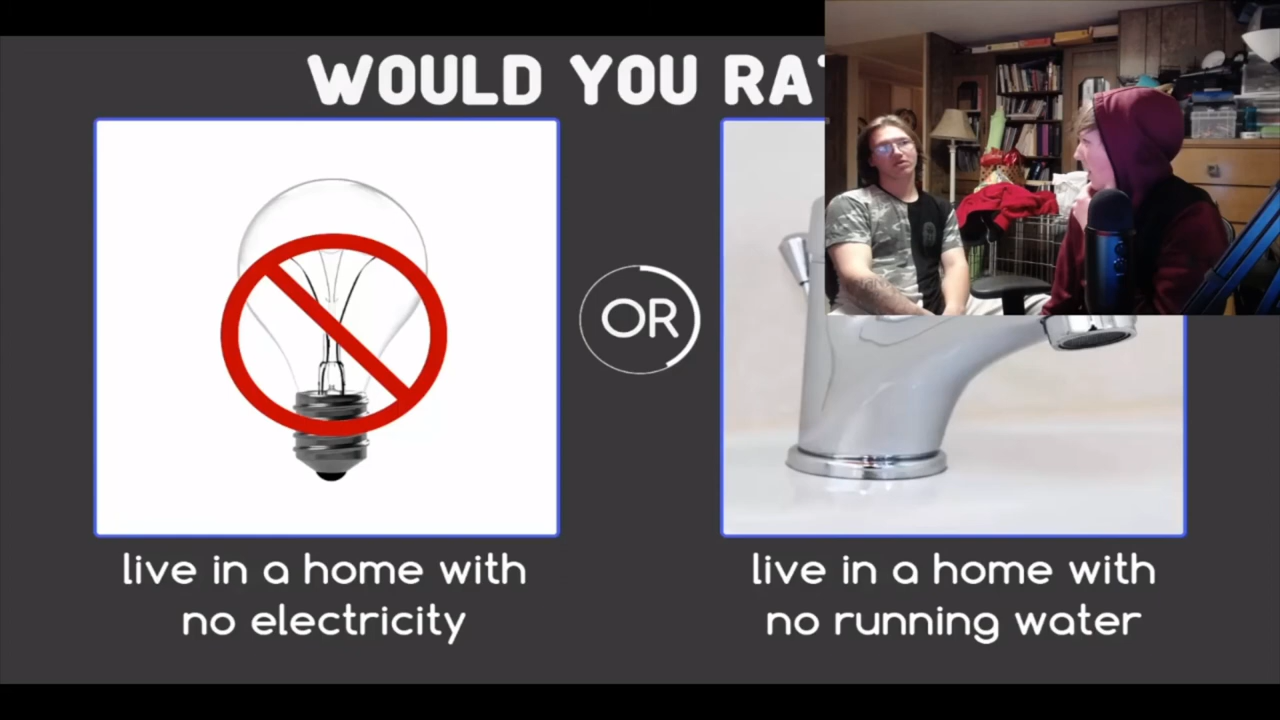 WOULD YOU RA
OR
live in a home with
no electricity
live in a home with
no running water